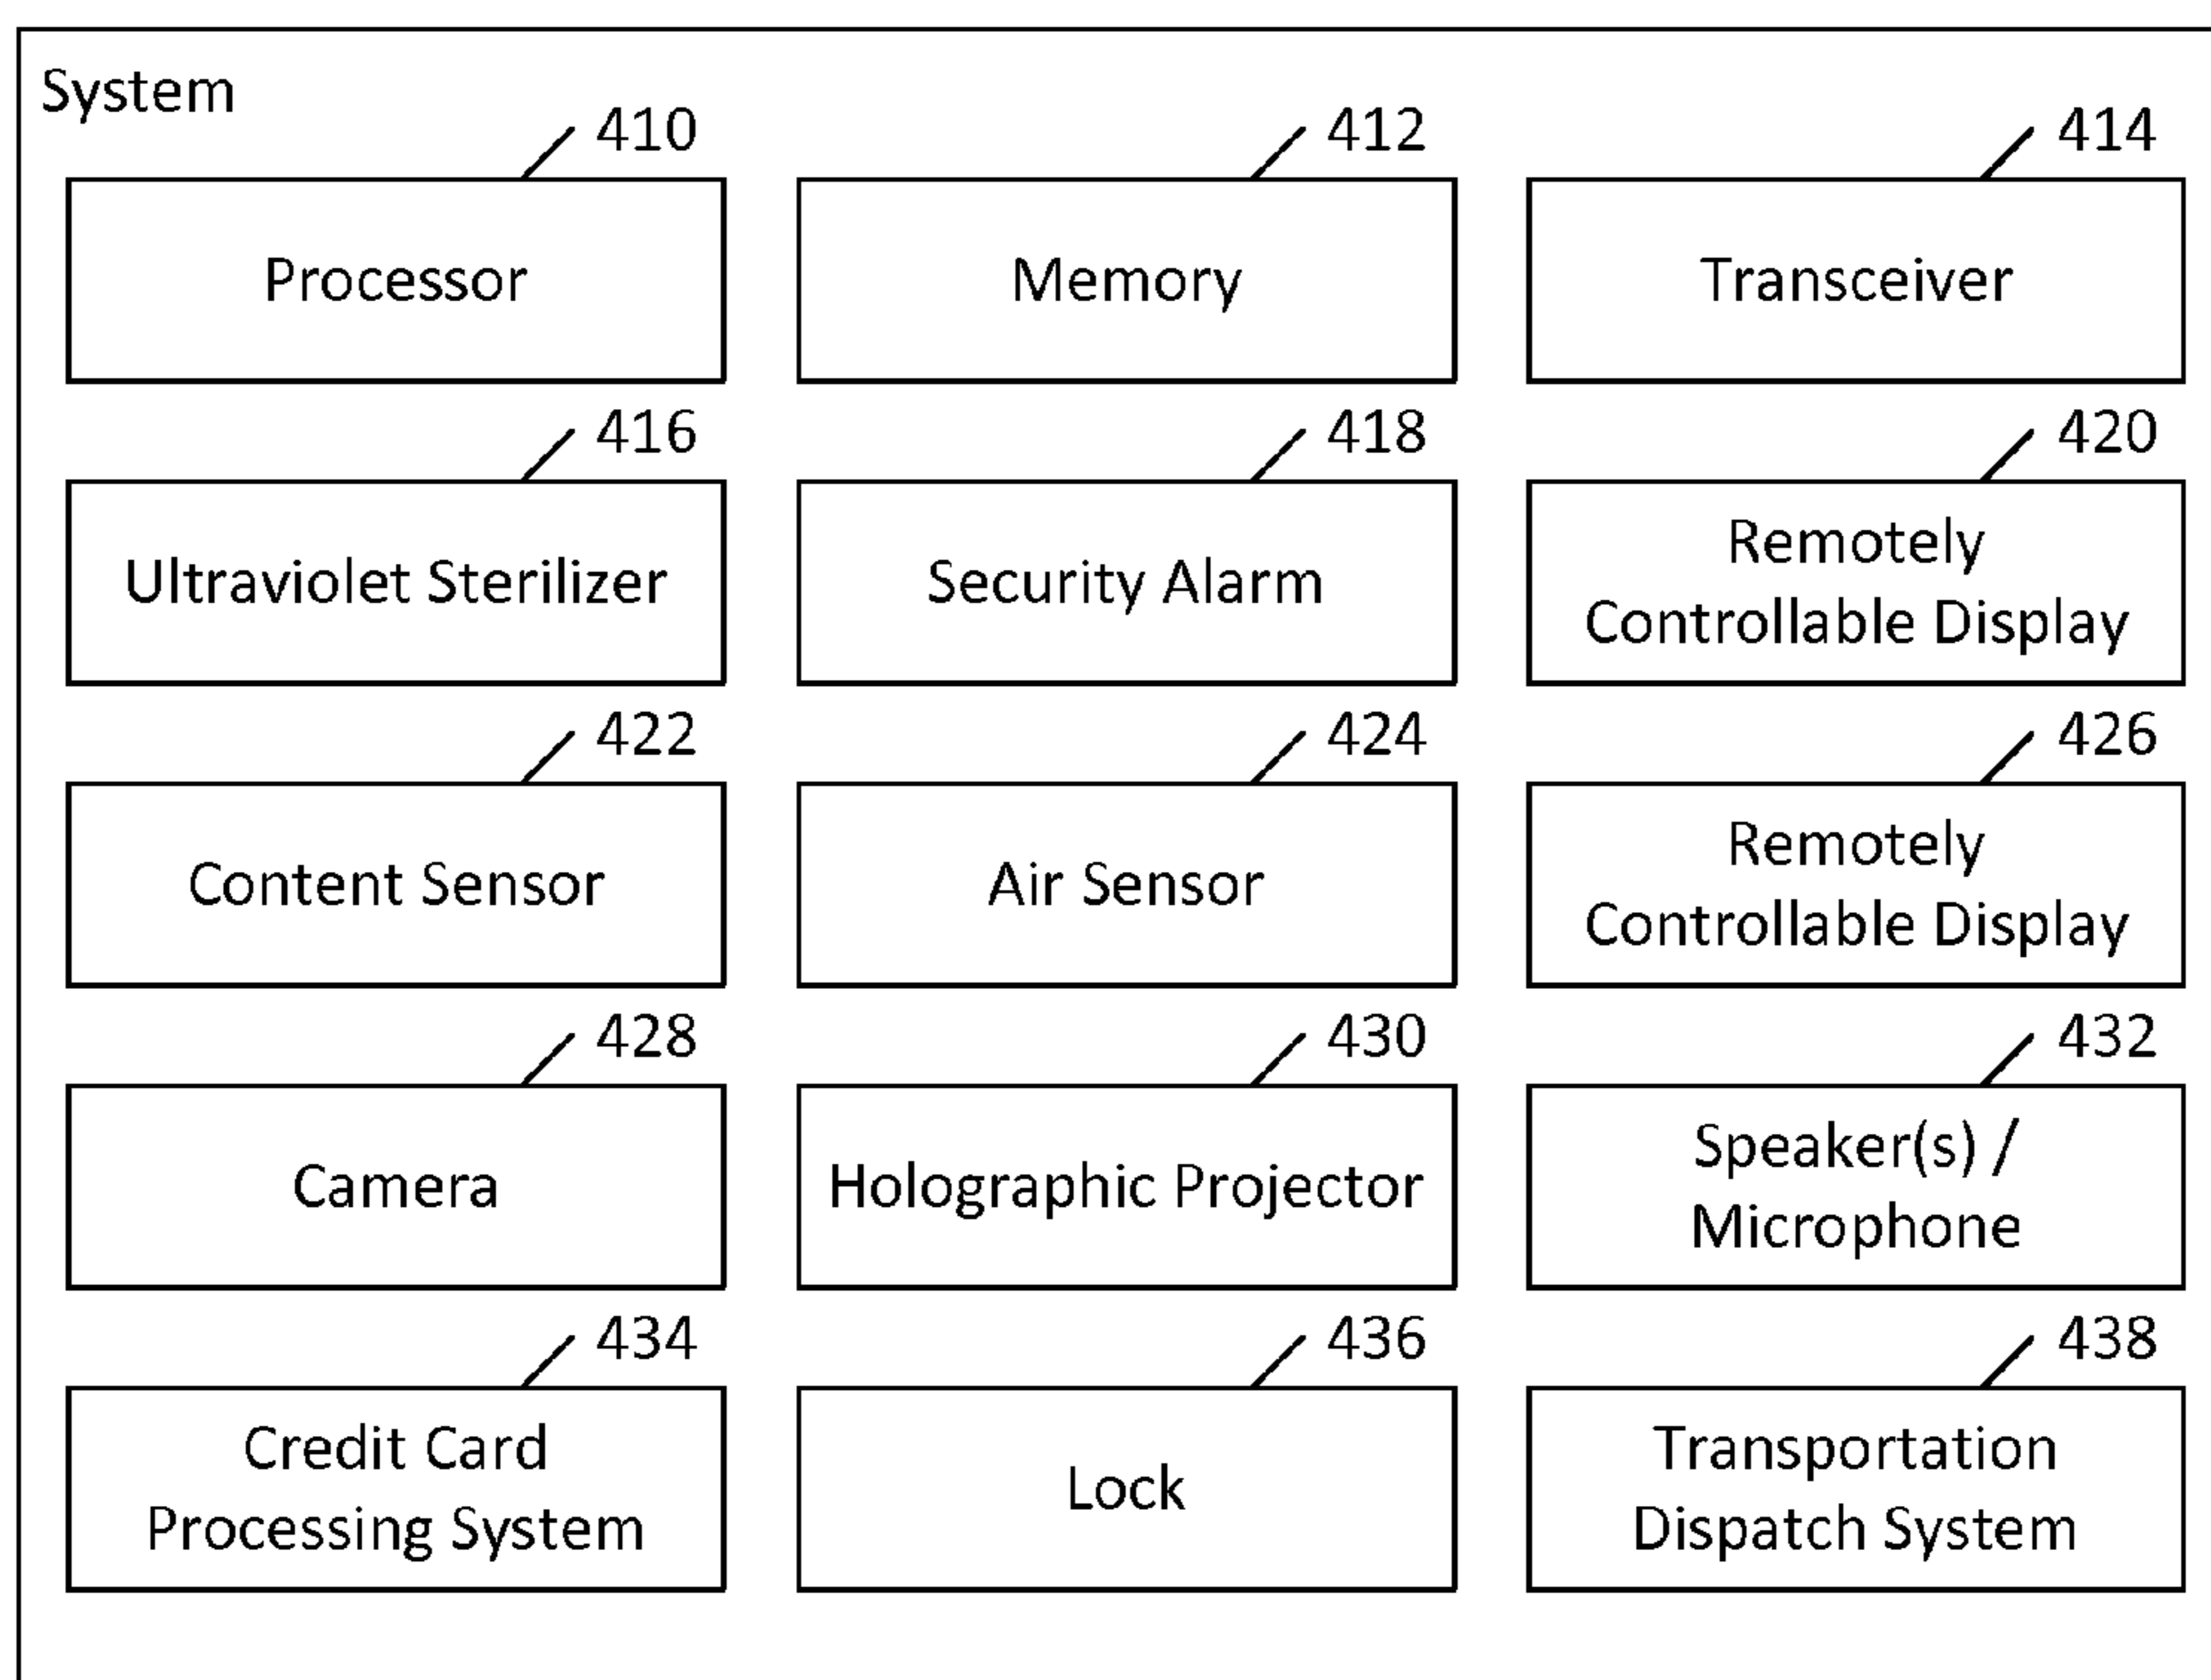 System
410
412
414
Processor
Memory
Transceiver
416
418
420
Ultraviolet Sterilizer
Security Alarm
Remotely
Controllable Display
422
424
426
Content Sensor
Air Sensor
Remotely
Controllable Display
428
430
432
Camera
Holographic Projector
Speaker(s) /
Microphone
434
436
438
Credit Card
Processing System
Lock
Transportation
Dispatch System